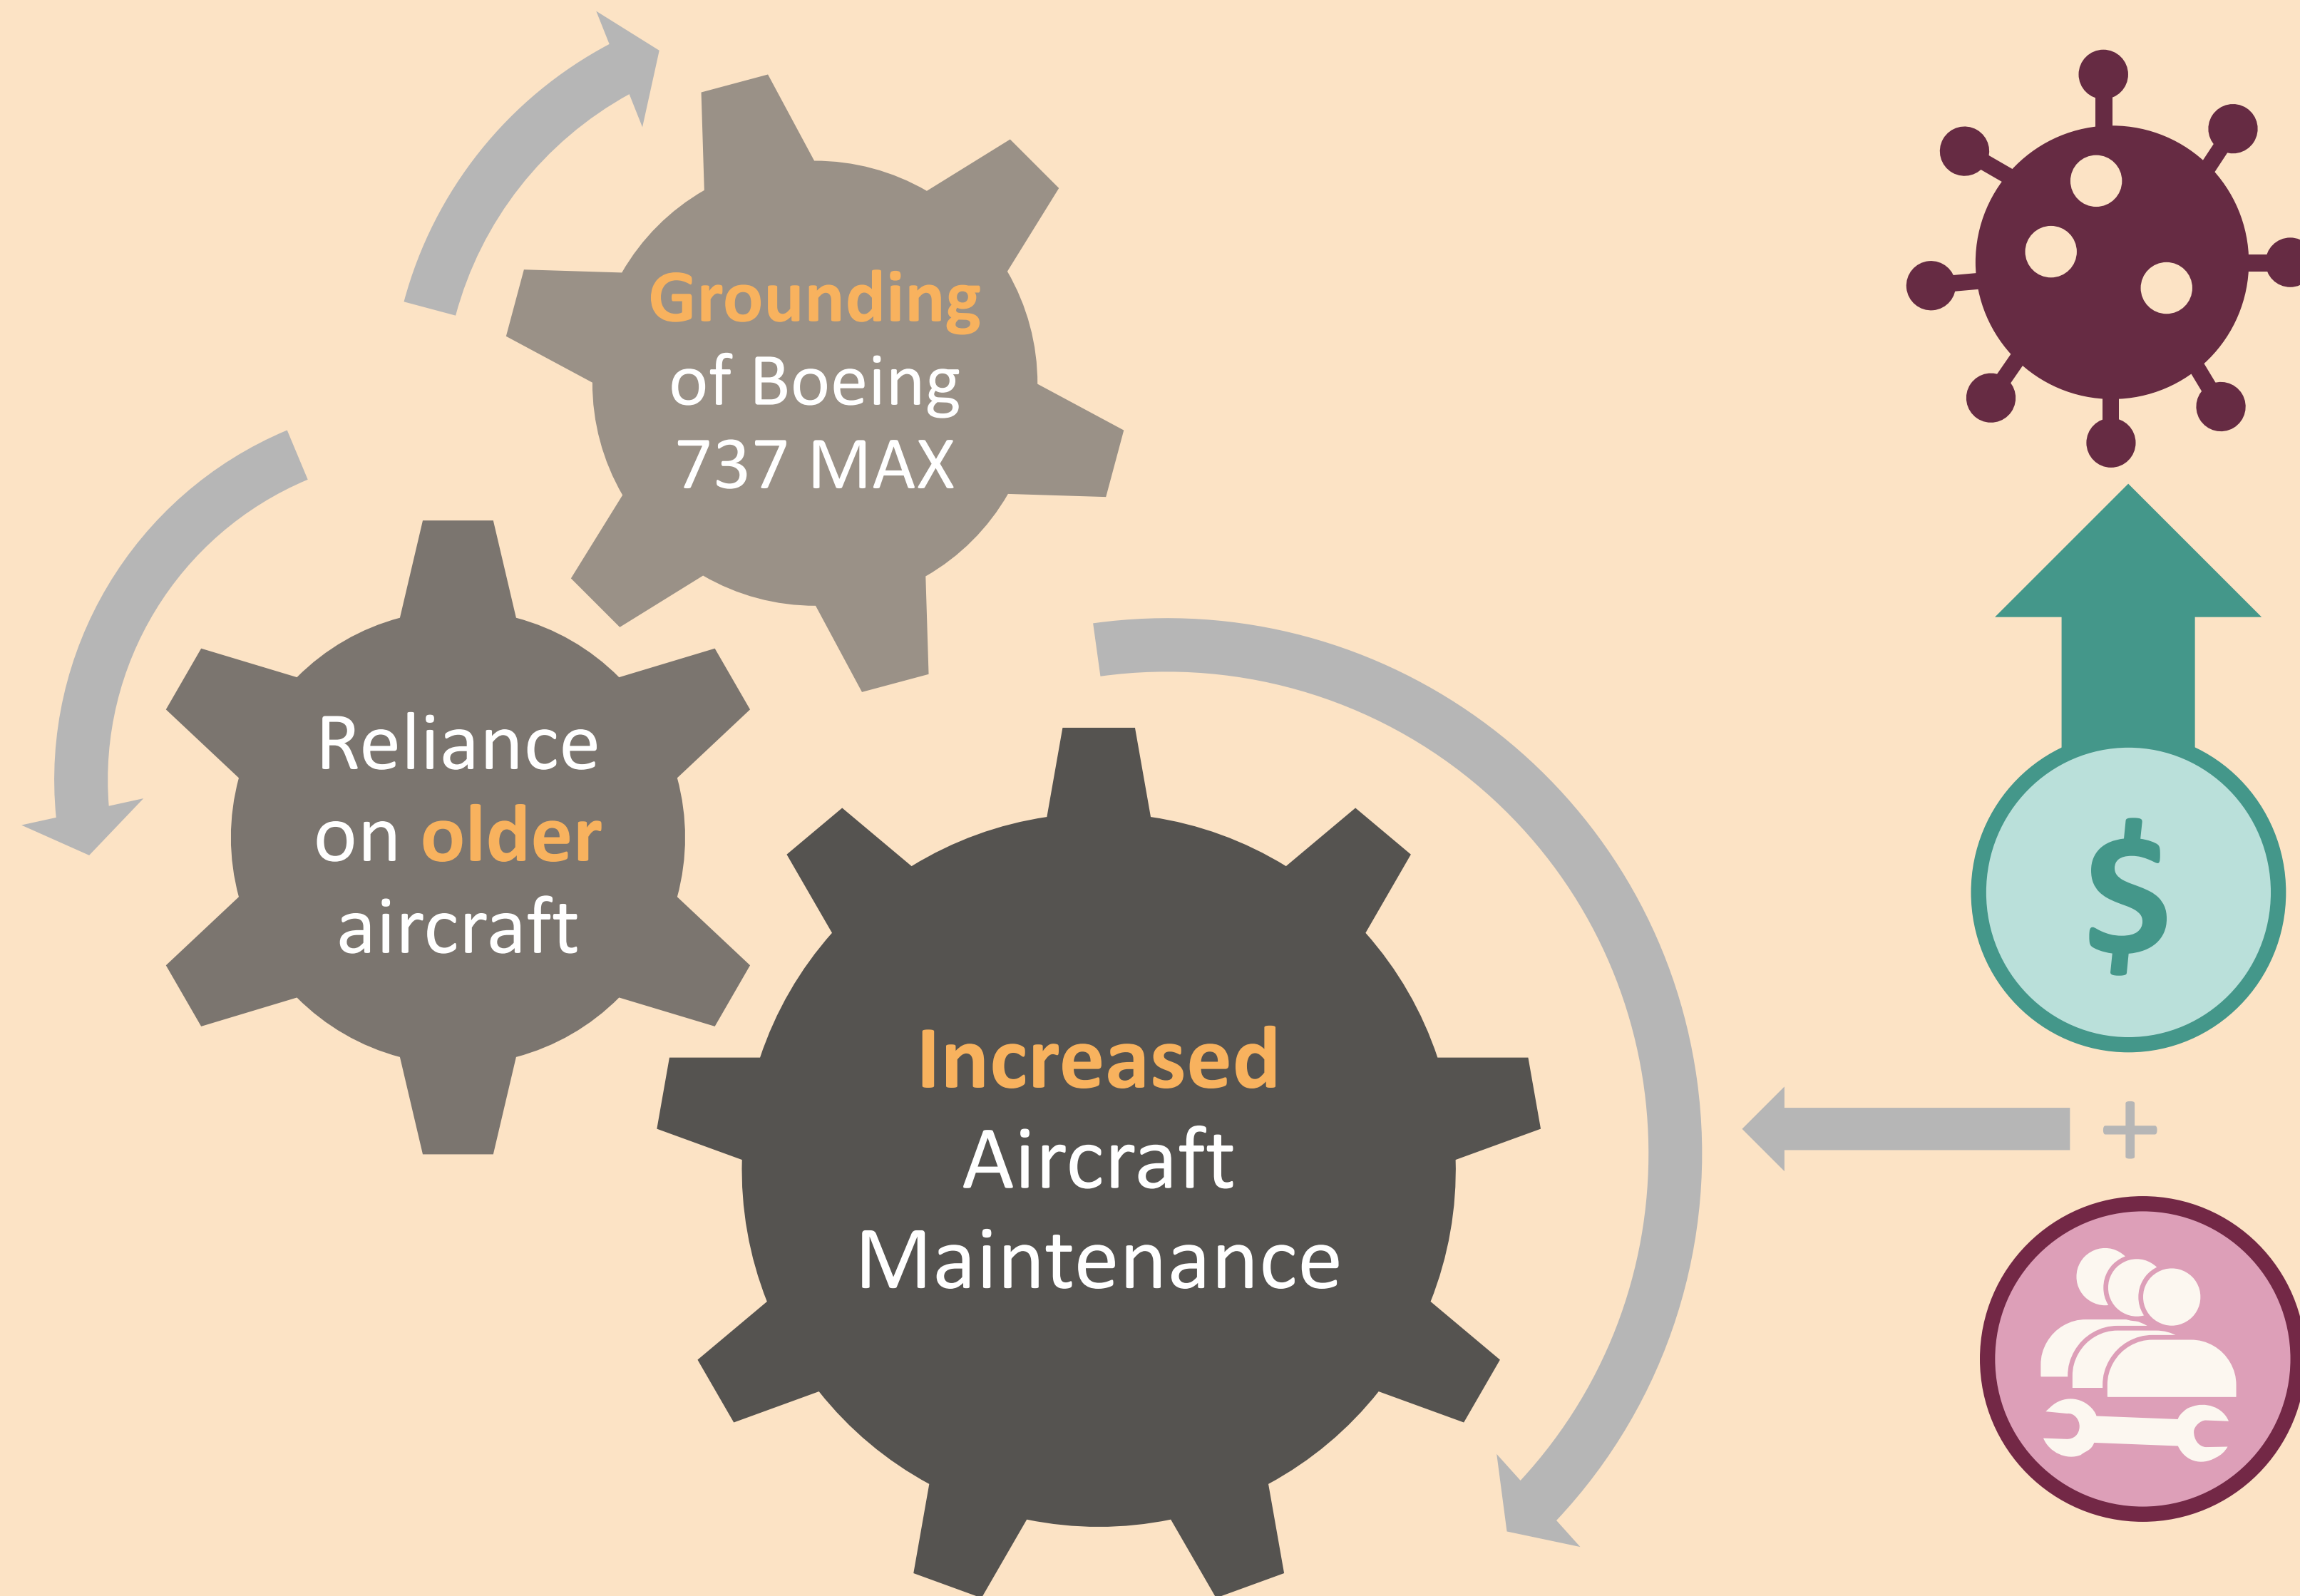 Grounding
of Boeing
737 MAX
Reliance
on older
aircraft
Increased
Aircraft
Maintenance
$
+